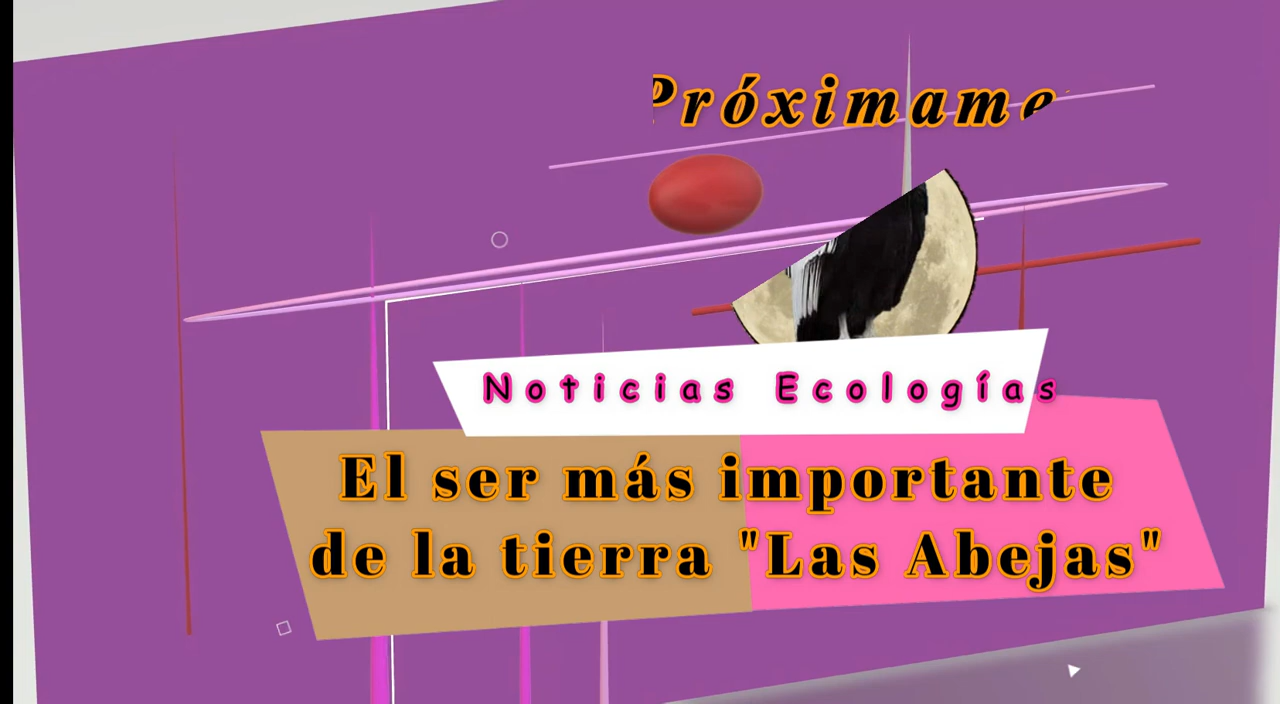 Próximame
Noticias Ecologías
El ser más importante
de la tierra "Las Abejas"